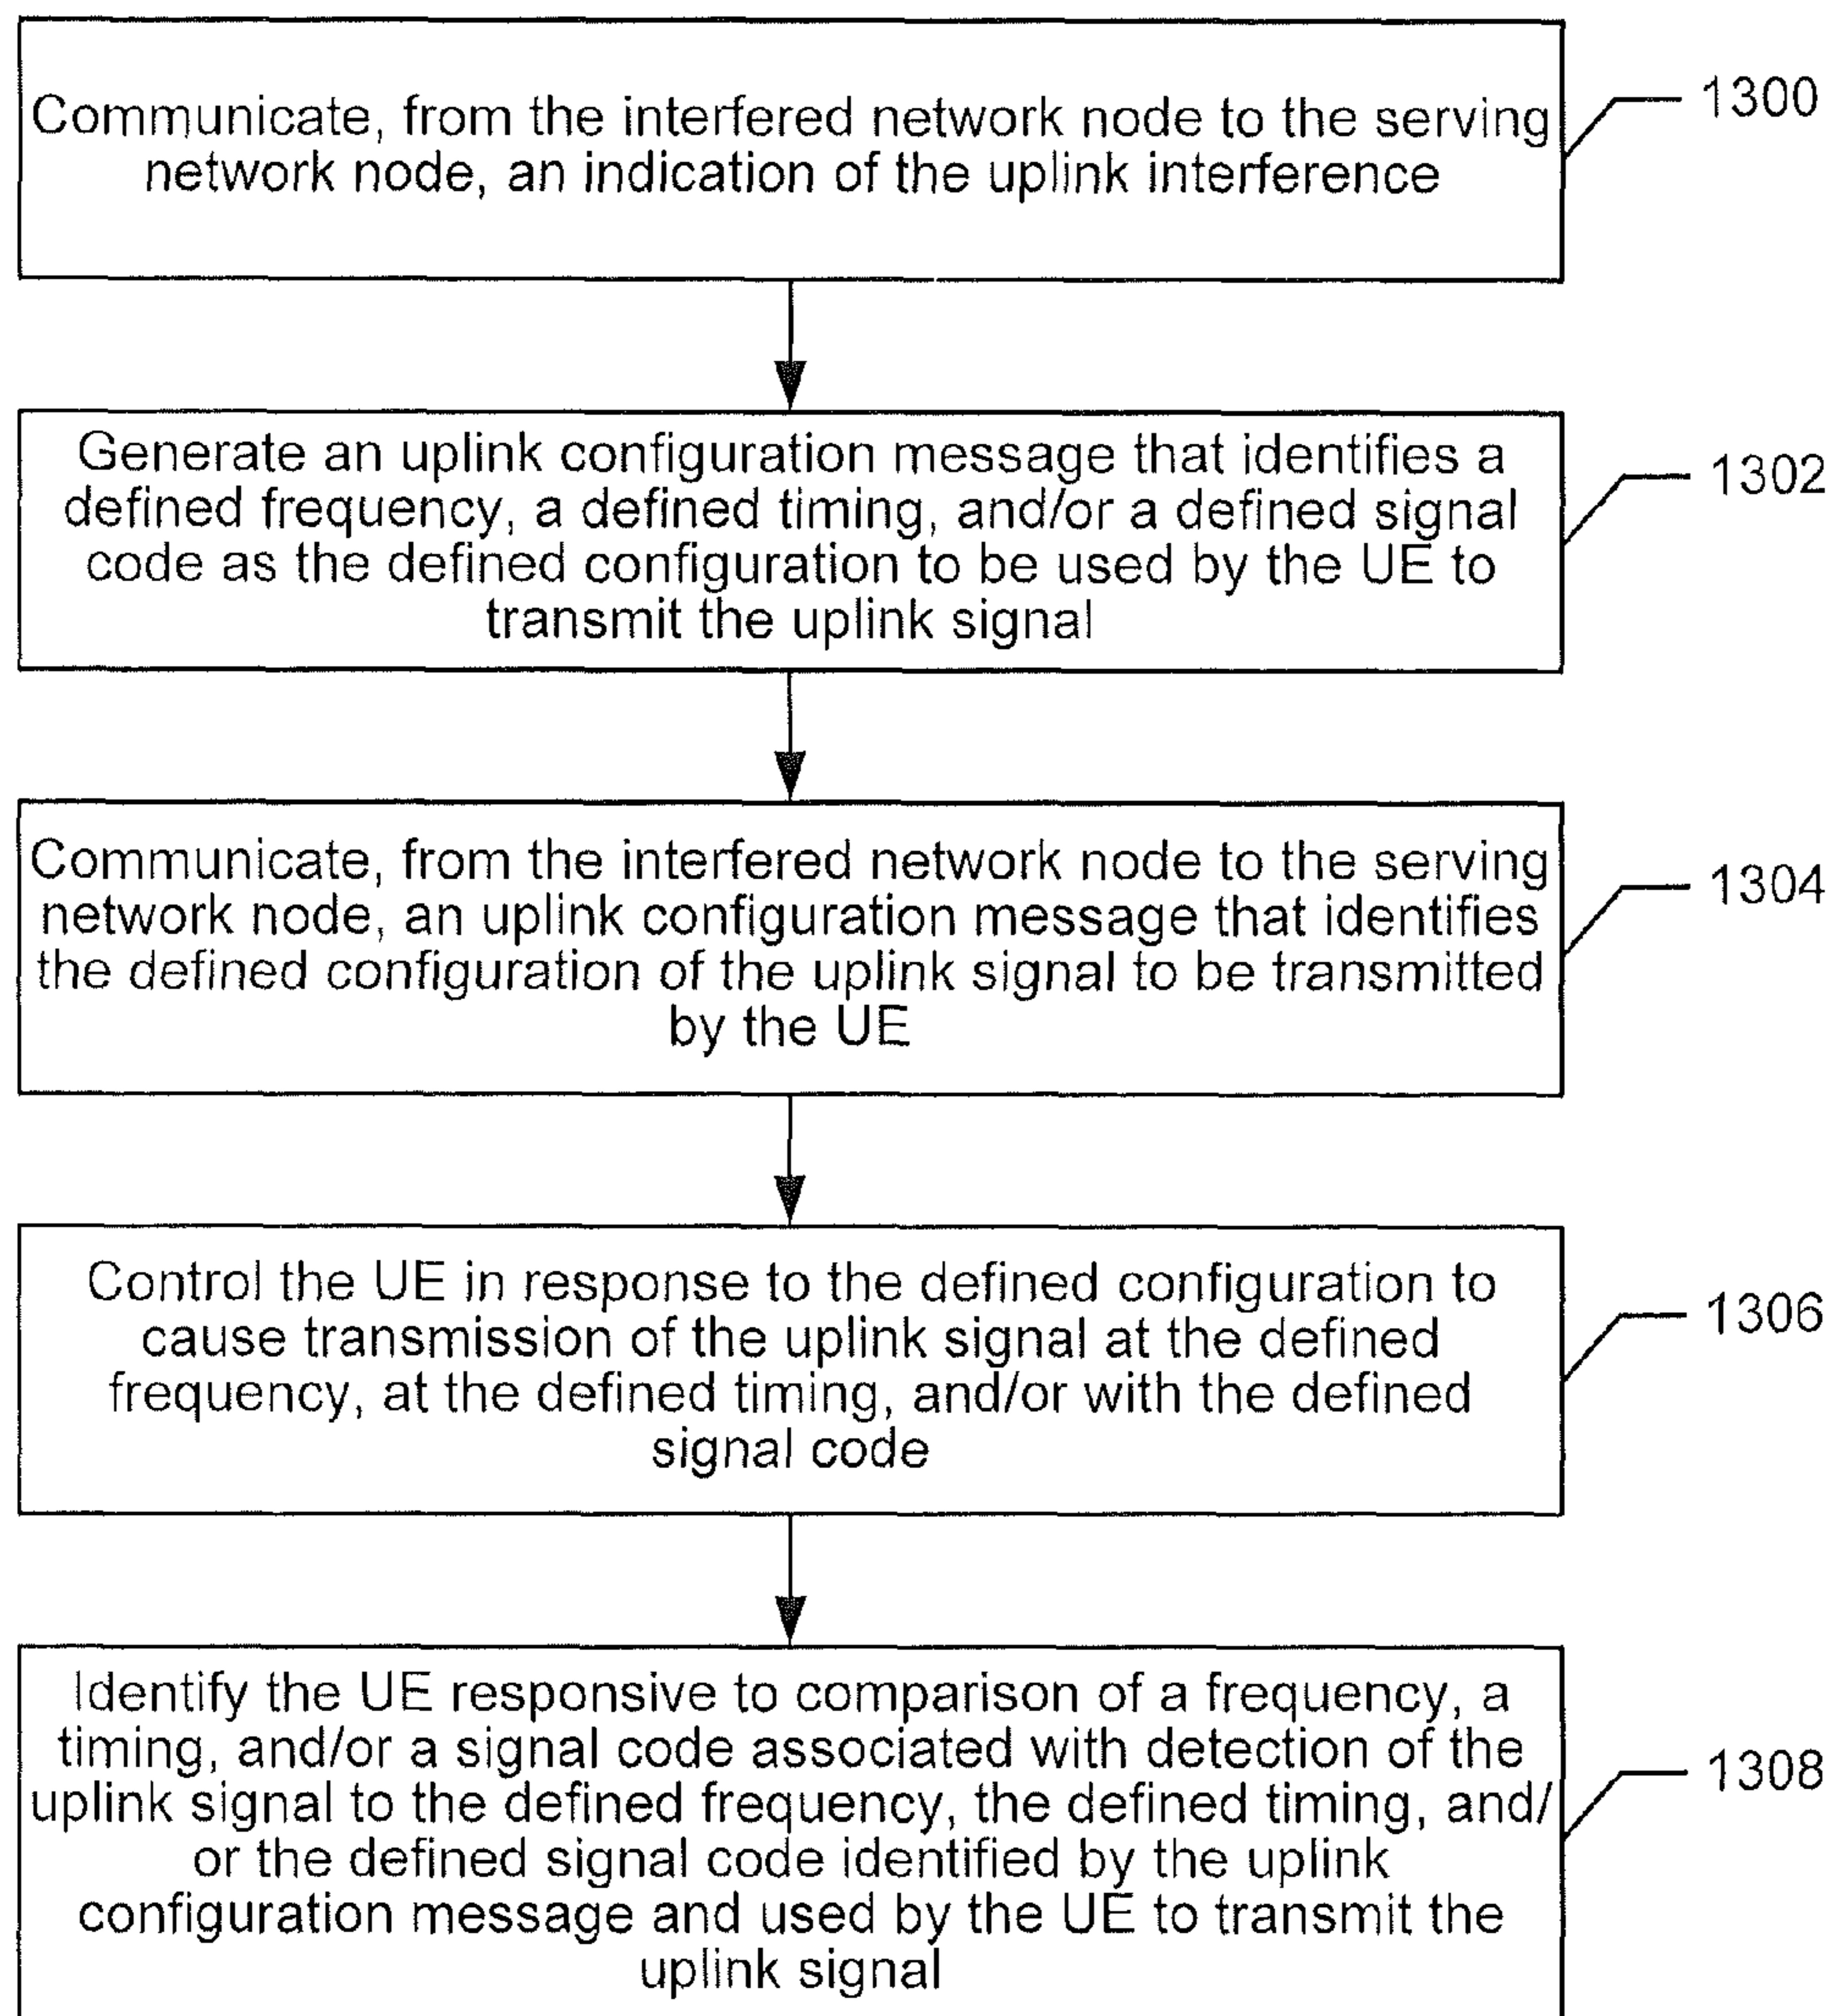 Communicate, from the interfered network node to the serving
network node, an indication of the uplink interference
1300
Generate an uplink configuration message that identifies a
defined frequency, a defined timing, and/or a defined signal
code as the defined configuration to be used by the UE to
transmit the uplink signal
1302
Communicate, from the interfered network node to the serving
network node, an uplink configuration message that identifies
the defined configuration of the uplink signal to be transmitted
by the UE
1304
Control the UE in response to the defined configuration to
cause transmission of the uplink signal at the defined
frequency, at the defined timing, and/or with the defined
signal code
1306
Identify the UE responsive to comparison of a frequency, a
timing, and/or a signal code associated with detection of the
uplink signal to the defined frequency, the defined timing, and/
or the defined signal code identified by the uplink
configuration message and used by the UE to transmit the
uplink signal
1308